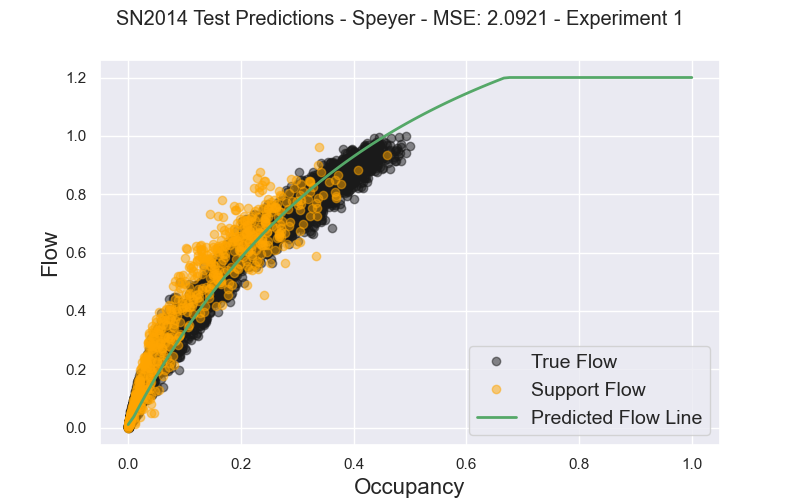 SN2014 Test Predictions - Speyer - MSE: 2.0921 - Experiment 1
1.2
1.0
0.8
0.6
0.4
0.2
0.0
Flow
True Flow
Support Flow
Predicted Flow Line
0.0 0.2 0.4 0.6 0.8 1.0
Occupancy